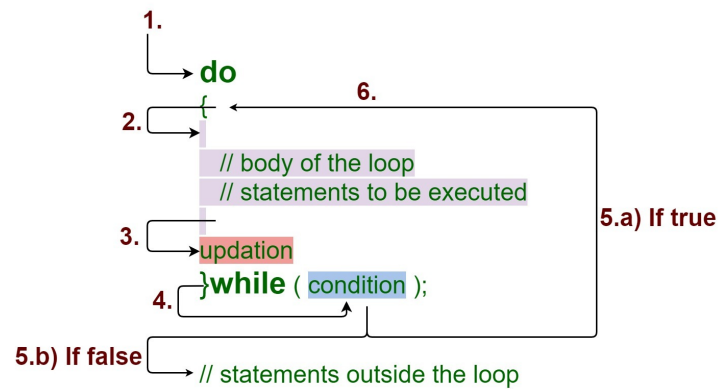 1.
do
6.
{
2.
// body of the loop
// statements to be executed
5.a) If true
3.
updation
}while ( condition );
4.
5.b) If false
// statements outside the loop